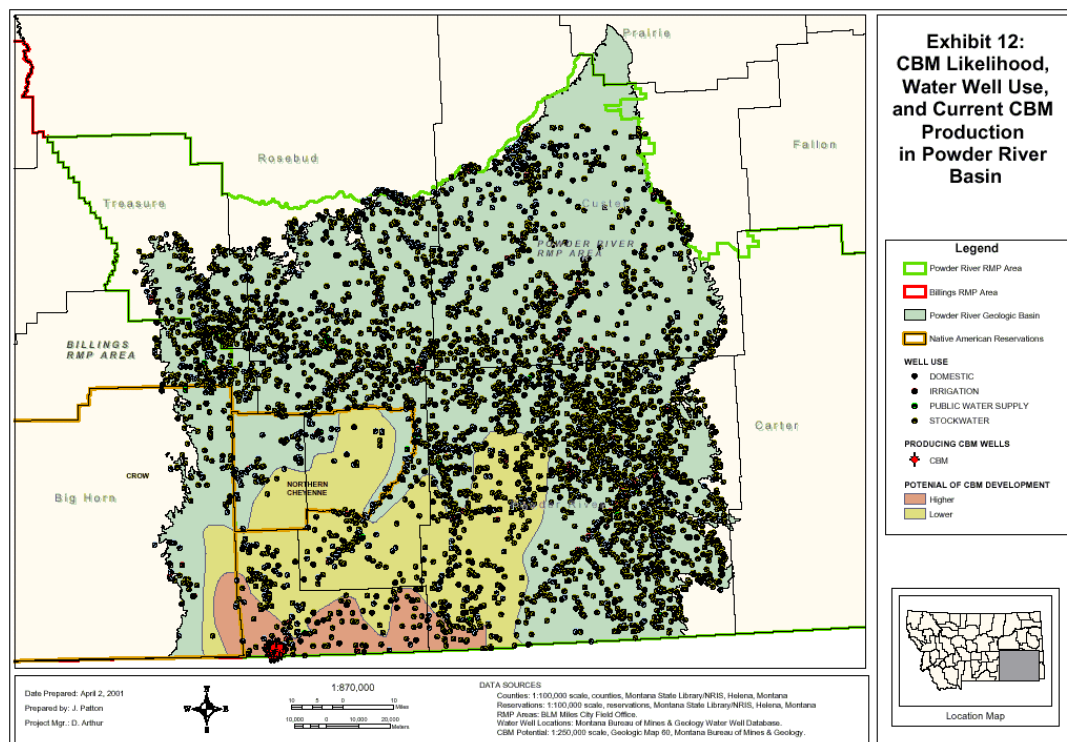 Prairie
Rosebud
Fallon
Treasure
Custer
POWDER RIVER
RMP AREA
BILLINGS
RMP AREA
Carter
CROW
NORTHERN
CHEYENNE
Big Horn
Powder River
Exhibit 12:
CBM Likelihood,
Water Well Use,
and Current CBM
Production
in Powder River
Basin
Legend
Powder River RMP Area
Billings RMP Area
Powder River Geologic Basin
Native American Reservations
WELL USE
DOMESTIC
IRRIGATION
PUBLIC WATER SUPPLY
STOCKWATER
PRODUCING CBM WELLS
CBM
POTENIAL OF CBM DEVELOPMENT
Higher
Lower
Location Map
Date Prepared: April 2, 2001
Prepared by: J. Patton
Project Mgr.: D. Arthur
N
W E
S
1:870,000
10 5 0 10
Miles
10,000 0 10,000 20,000
Meters
DATA SOURCES
Counties: 1:100,000 scale, counties, Montana State Library/NRIS, Helena, Montana
Reservations: 1:100,000 scale, reservations, Montana State Library/NRIS, Helena, Montana
RMP Areas: BLM Miles City Field Office.
Water Well Locations: Montana Bureau of Mines & Geology Water Well Database.
CBM Potential: 1:250,000 scale, Geologic Map 60, Montana Bureau of Mines & Geology.